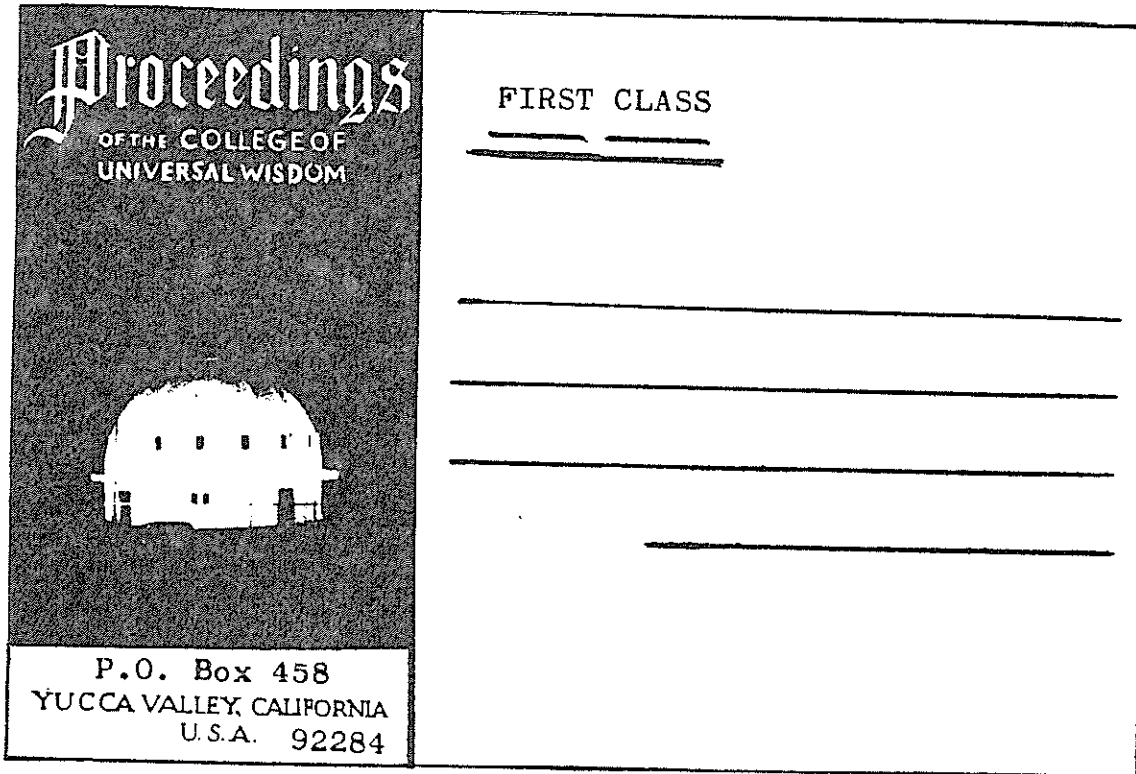 Proceedings
OF THE COLLEGE OF
UNIVERSAL WISDOM
P.O. Box 458
YUCCA VALLEY, CALIFORNIA
U.S.A. 92284
FIRST CLASS